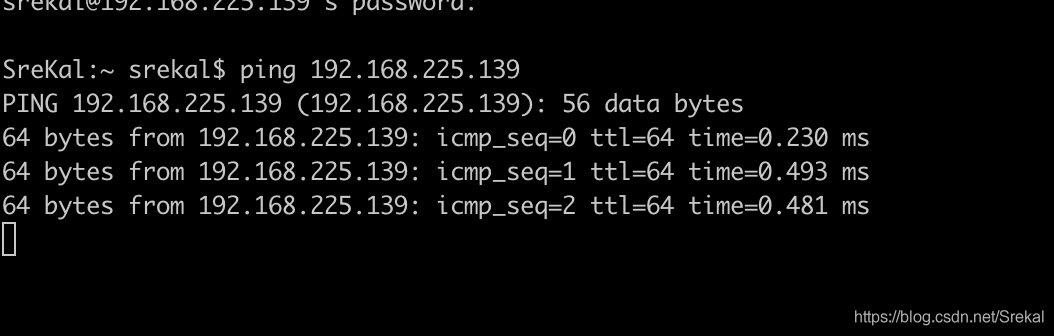 srekal@192.168.225.139's password:
SreKal:~ srekal$ ping 192.168.225.139
PING 192.168.225.139 (192.168.225.139): 56 data bytes
64 bytes from 192.168.225.139: icmp_seq=0 ttl=64 time=0.230 ms
64 bytes from 192.168.225.139: icmp_seq=1 ttl=64 time=0.493 ms
64 bytes from 192.168.225.139: icmp_seq=2 ttl=64 time=0.481 ms
https://blog.csdn.net/Srekal